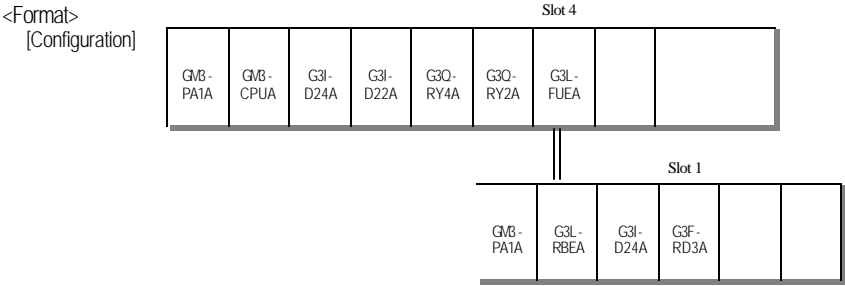 <Format>
Slot 4
[Configuration]
GM3-
PA1A
GM3-
CPUA
G3I-
D24A
G3I-
D22A
G3Q-
RY4A
G3Q-
RY2A
G3L-
FUEA
Slot 1
GM3-
PA1A
G3L-
RBEA
G3I-
D24A
G3F-
RD3A